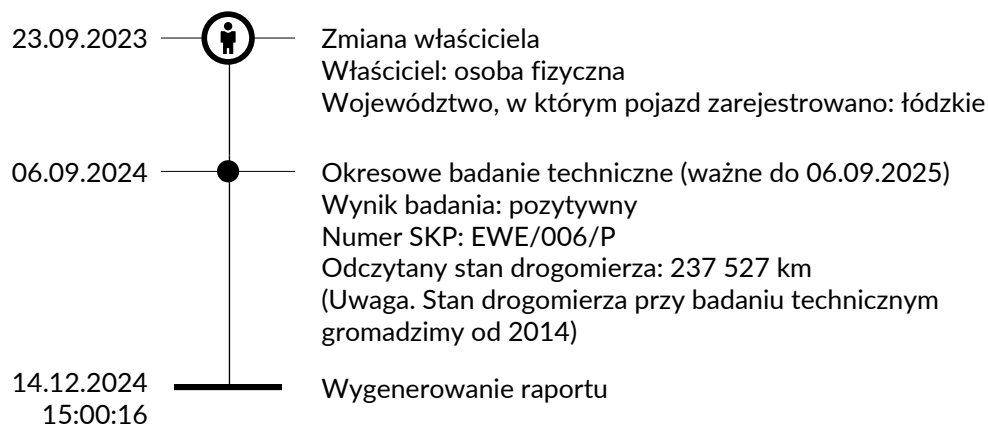 23.09.2023
Zmiana właściciela
Właściciel: osoba fizyczna
Województwo, w którym pojazd zarejestrowano: łódzkie
06.09.2024
Okresowe badanie techniczne (ważne do 06.09.2025)
Wynik badania: pozytywny
Numer SKP: EWE/006/P
Odczytany stan drogomierza: 237 527 km
(Uwaga. Stan drogomierza przy badaniu technicznym
gromadzimy od 2014)
14.12.2024
15:00:16
Wygenerowanie raportu